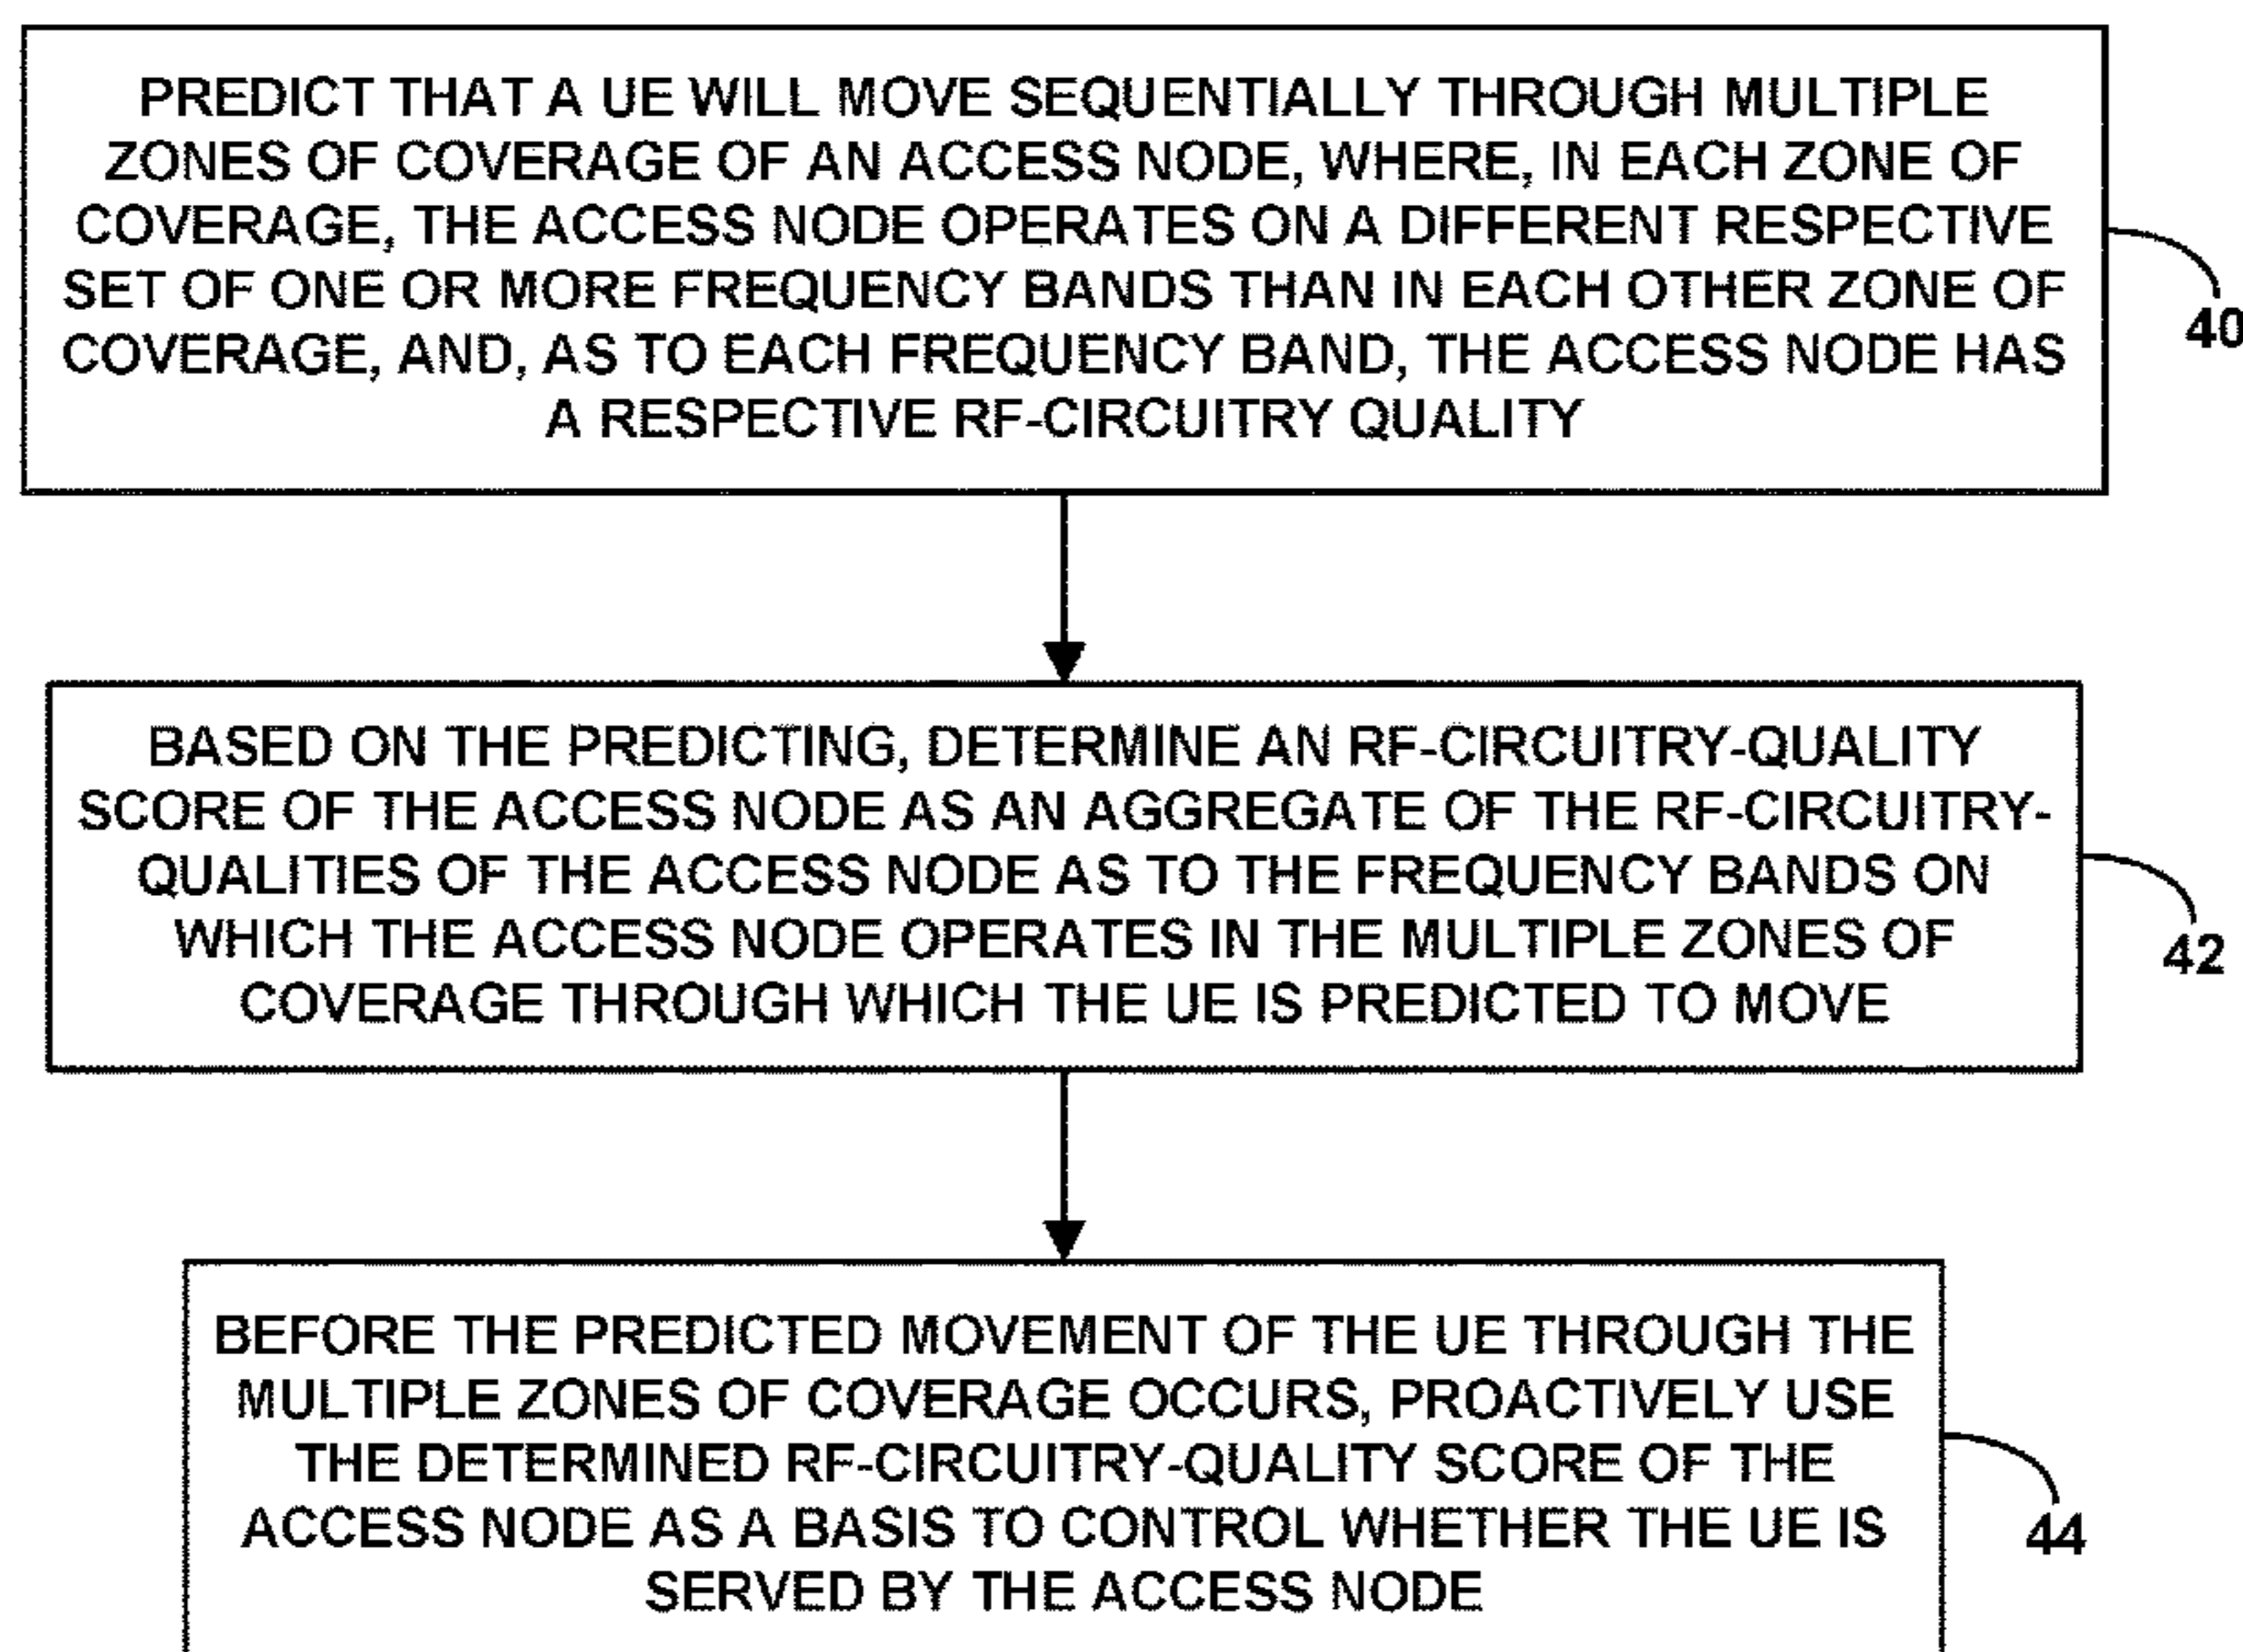 PREDICT THAT A UE WILL MOVE SEQUENTIALLY THROUGH MULTIPLE
ZONES OF COVERAGE OF AN ACCESS NODE, WHERE, IN EACH ZONE OF
COVERAGE, THE ACCESS NODE OPERATES ON A DIFFERENT RESPECTIVE
SET OF ONE OR MORE FREQUENCY BANDS THAN IN EACH OTHER ZONE OF
COVERAGE, AND, AS TO EACH FREQUENCY BAND, THE ACCESS NODE HAS
A RESPECTIVE RF-CIRCUITRY QUALITY
40
BASED ON THE PREDICTING, DETERMINE AN RF-CIRCUITRY-QUALITY
SCORE OF THE ACCESS NODE AS AN AGGREGATE OF THE RF-CIRCUITRY-
QUALITIES OF THE ACCESS NODE AS TO THE FREQUENCY BANDS ON
WHICH THE ACCESS NODE OPERATES IN THE MULTIPLE ZONES OF
COVERAGE THROUGH WHICH THE UE IS PREDICTED TO MOVE
42
BEFORE THE PREDICTED MOVEMENT OF THE UE THROUGH THE
MULTIPLE ZONES OF COVERAGE OCCURS, PROACTIVELY USE
THE DETERMINED RF-CIRCUITRY-QUALITY SCORE OF THE
ACCESS NODE AS A BASIS TO CONTROL WHETHER THE UE IS
SERVED BY THE ACCESS NODE
44